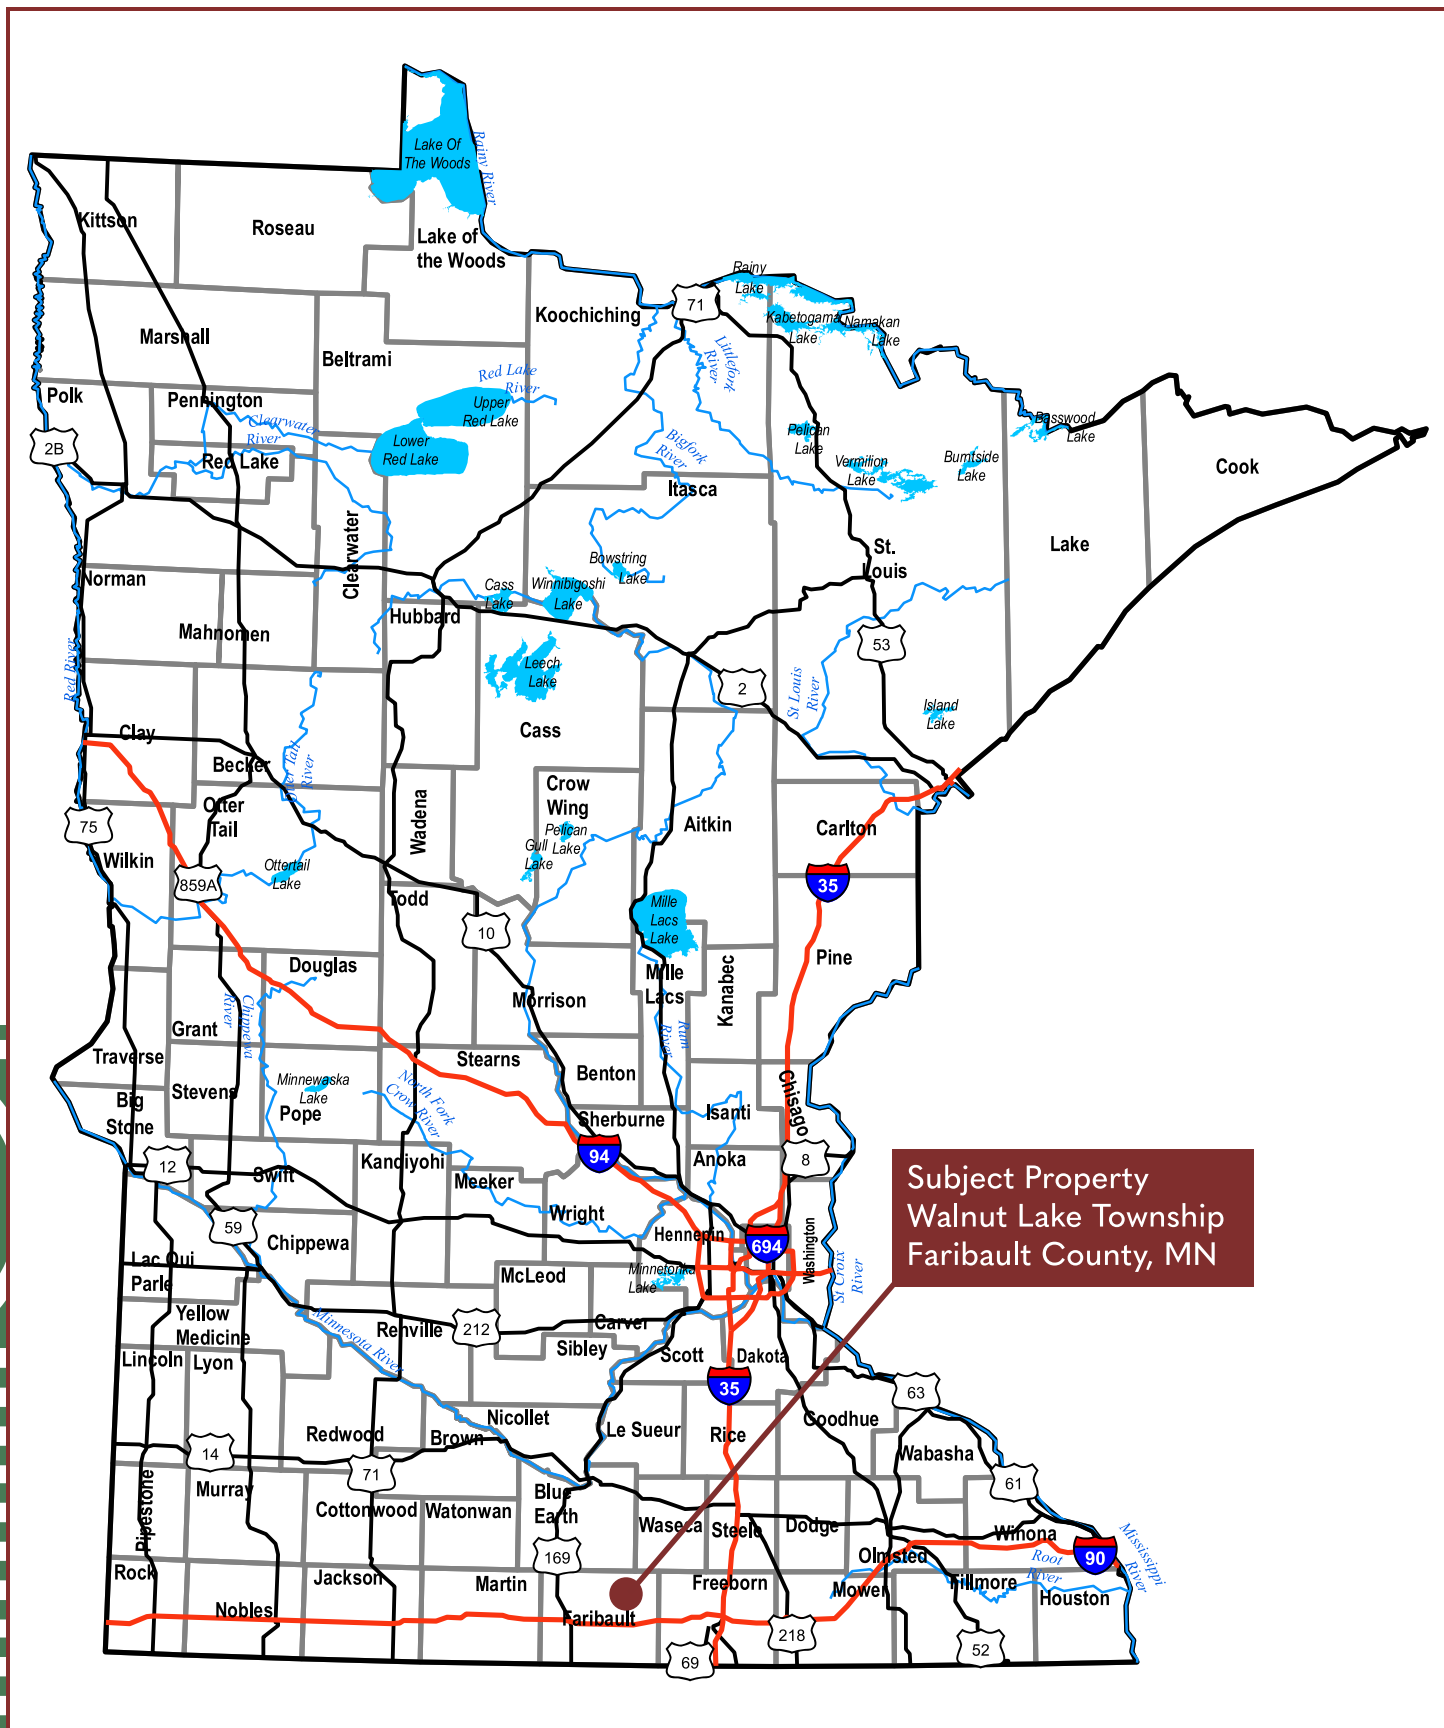 Lake Of
The Woods
Rainy River
Kittson
Roseau
Lake of
the Woods
Rainy
Lake
71
Koochiching
Kabetogama
Lake
Namakan
Lake
Marshall
Beltrami
Littlefork
River
Red Lake
River
Polk
Pennington
Upper
Red Lake
Clearwater
River
Basswood
Lake
2B
Lower
Red Lake
Bigfork
River
Pelican
Lake
Red Lake
Vermilion
Lake
Burntside
Lake
Cook
Itasca
Clearwater
St.
Louis
Lake
Norman
Bowstring
Lake
Cass
Lake
Winnibigoshi
Lake
Hubbard
Mahnomen
53
Red River
Leech
Lake
2
St Louis
River
Island
Lake
Clay
Cass
Becker
Otter Tail
River
Otter
Tail
Crow
Wing
Wadena
75
Pelican
Lake
Gull
Lake
Aitkin
Carlton
Wilkin
859A
Ottertail
Lake
35
Todd
10
Mille
Lacs
Lake
Douglas
Pine
Mille
Lacs
Kanabec
Morrison
Chippewa
River
Grant
Rum
River
Traverse
Stearns
Benton
Stevens
Minnewaska
Lake
Pope
North Fork
Crow River
Big
Stone
Chisago
Isanti
Sherburne
94
Anoka
8
12
Swift
Kandiyohi
Meeker
Subject Property
Walnut Lake Township
Faribault County, MN
59
Wright
Chippewa
Hennepin
694
Washington
Lac Qui
Parle
McLeod
Minnetonka
Lake
St Croix
River
Yellow
Medicine
Minnesota River
Renville
212
Carver
Sibley
Scott
Dakota
Lincoln
Lyon
35
63
Nicollet
Redwood
Brown
Le Sueur
Rice
Goodhue
Wabasha
14
71
61
Pipestone
Murray
Cottonwood
Watonwan
Blue
Earth
Waseca
Steele
Dodge
Winona
Mississippi
River
169
Olmsted
Root
River
90
Rock
Jackson
Martin
Freeborn
Mower
Fillmore
Houston
Nobles
Faribault
218
52
69